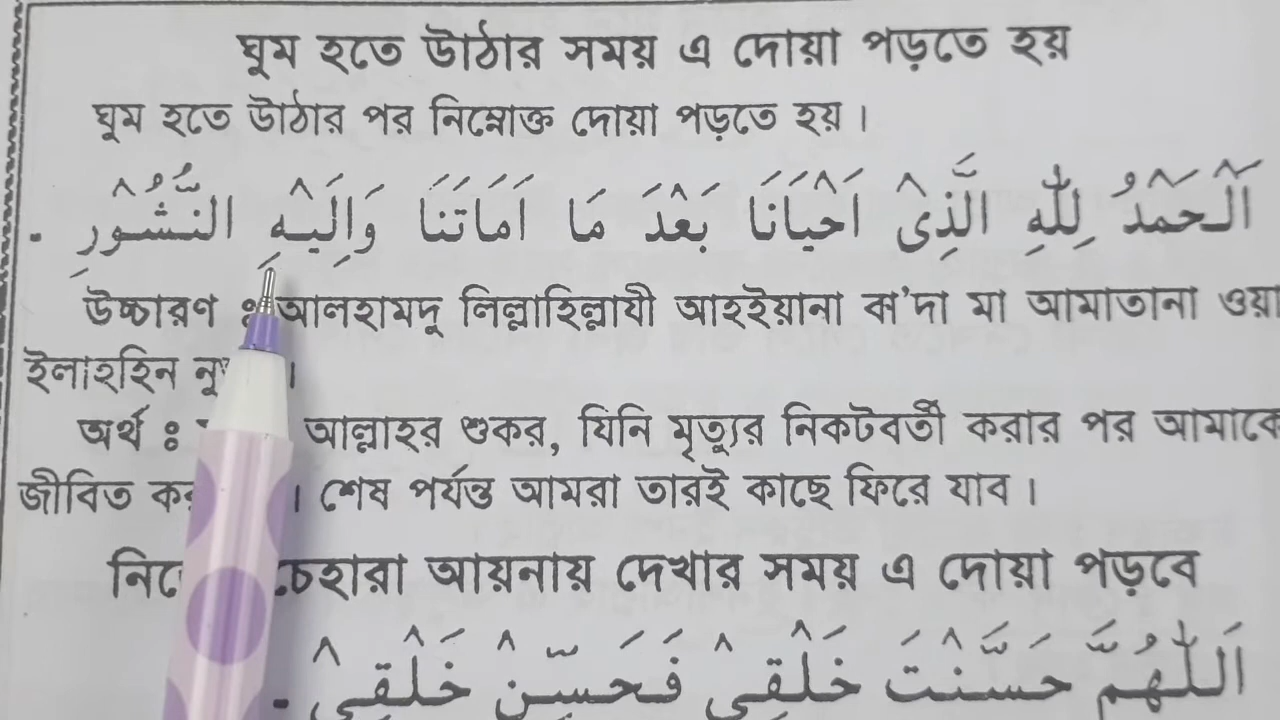 ঘুম হতে উঠার সময় এ দোয়া পড়তে হয়
ঘুম হতে উঠার পর নিম্নোক্ত দোয়া পড়তে হয়।
اَلْحَمْدُ لِلّٰهِ الَّذِىْ اَحْيَانَا بَعْدَ مَا اَمَاتَنَا وَاِلَيْهِ النُّشُوْرِ .
উচ্চারণ ঃ আলহামদু লিল্লাহিল্লাযী আহইয়ানা বা'দা মা আমাতানা ওয়া
ইলাহহিন
অর্থ ঃ আল্লাহর শুকর, যিনি মৃত্যুর নিকটবর্তী করার পর আমাকে
জীবিত শেষ পর্যন্ত আমরা তারই কাছে ফিরে যাব।
চেহারা আয়নায় দেখার সময় এ দোয়া পড়বে
اَللّٰهُمَّ حَسَّنْتَ خَلْقِىْ فَحَسِّنْ خَلْقِىْ .